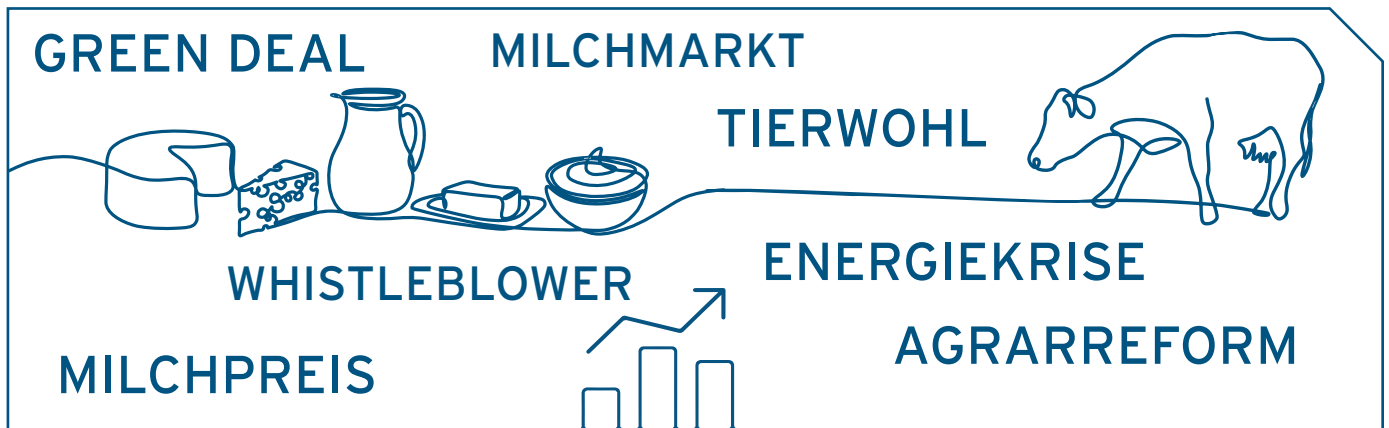 GREEN DEAL
MILCHMARKT
TIERWOHL
WHISTLEBLOWER
ENERGIEKRISE
MILCHPREIS
AGRARREFORM